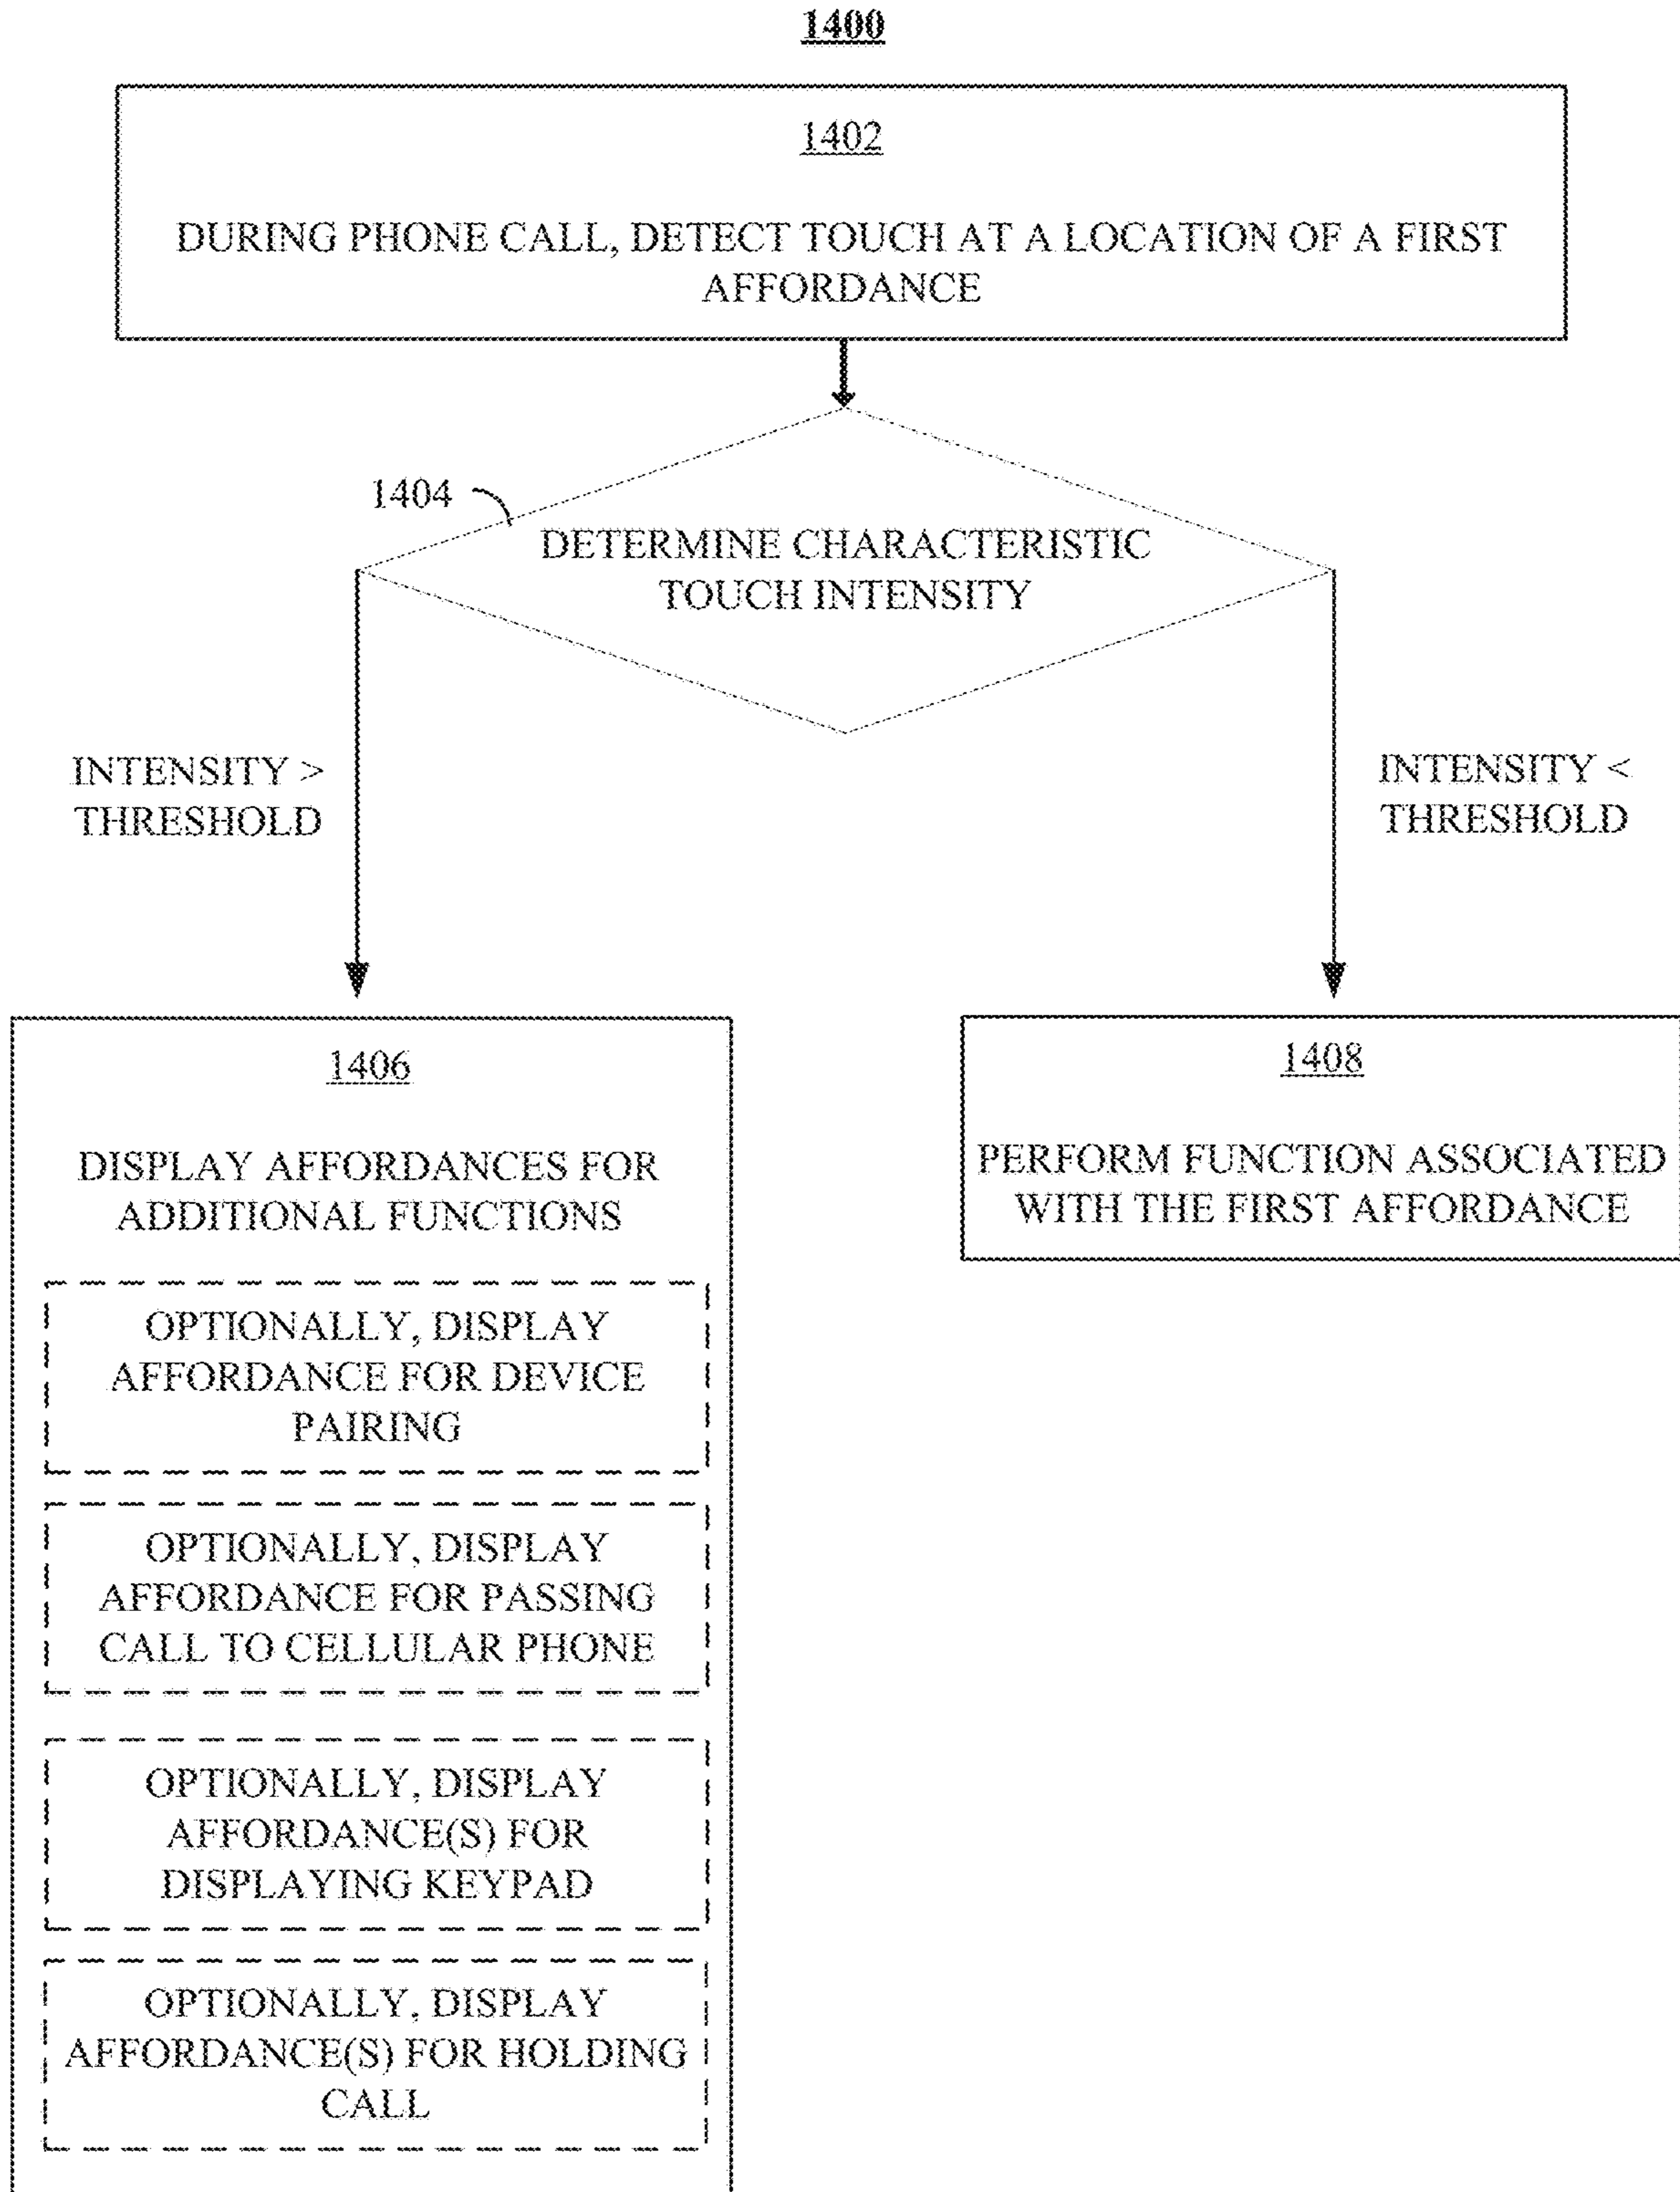 1400
1402
DURING PHONE CALL, DETECT TOUCH AT A LOCATION OF A FIRST
AFFORDANCE
1404
DETERMINE CHARACTERISTIC
TOUCH INTENSITY
INTENSITY >
THRESHOLD
INTENSITY <
THRESHOLD
1406
DISPLAY AFFORDANCES FOR
ADDITIONAL FUNCTIONS
OPTIONALLY, DISPLAY
AFFORDANCE FOR DEVICE
PAIRING
OPTIONALLY, DISPLAY
AFFORDANCE FOR PASSING
CALL TO CELLULAR PHONE
OPTIONALLY, DISPLAY
AFFORDANCE(S) FOR
DISPLAYING KEYPAD
OPTIONALLY, DISPLAY
AFFORDANCE(S) FOR HOLDING
CALL
1408
PERFORM FUNCTION ASSOCIATED
WITH THE FIRST AFFORDANCE